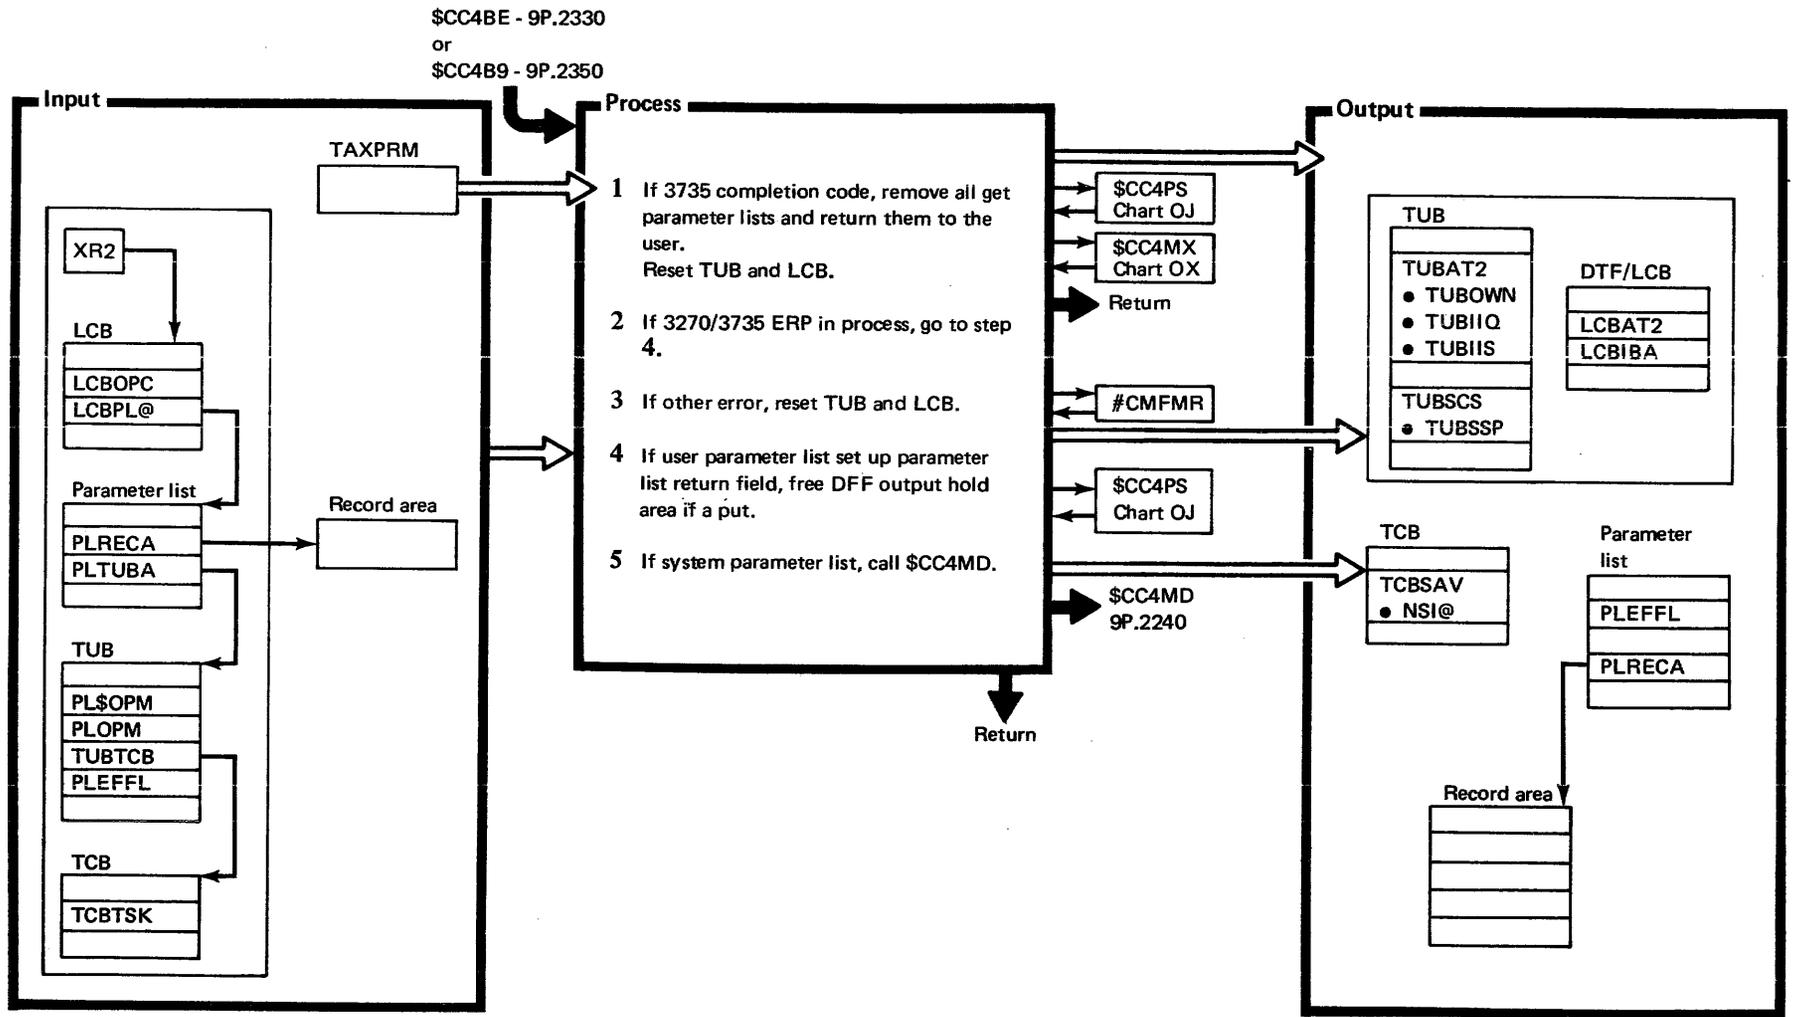 $CC4BE - 9P.2330
or
$CC4B9 - 9P.2350
Input
TAXPRM
XR2
LCB
LCBOPC
LCBPL@
Parameter list
PLRECA
PLTUBA
Record area
TUB
PL$OPM
PLOPM
TUBTCB
PLEFFL
TCB
TCBTSK
Process
1 If 3735 completion code, remove all get
parameter lists and return them to the
user.
Reset TUB and LCB.
2 If 3270/3735 ERP in process, go to step
4.
3 If other error, reset TUB and LCB.
4 If user parameter list set up parameter
list return field, free DFF output hold
area if a put.
5 If system parameter list, call $CC4MD.
$CC4PS
Chart OJ
$CC4MX
Chart OX
Return
#CMFMR
$CC4PS
Chart OJ
$CC4MD
9P.2240
Return
Output
TUB
TUBAT2
● TUBOWN
● TUBIIQ
● TUBIIS
TUBSCS
● TUBSSP
DTF/LCB
LCBAT2
LCBIBA
TCB
TCBSAV
● NSI@
Parameter
list
PLEFFL
PLRECA
Record area